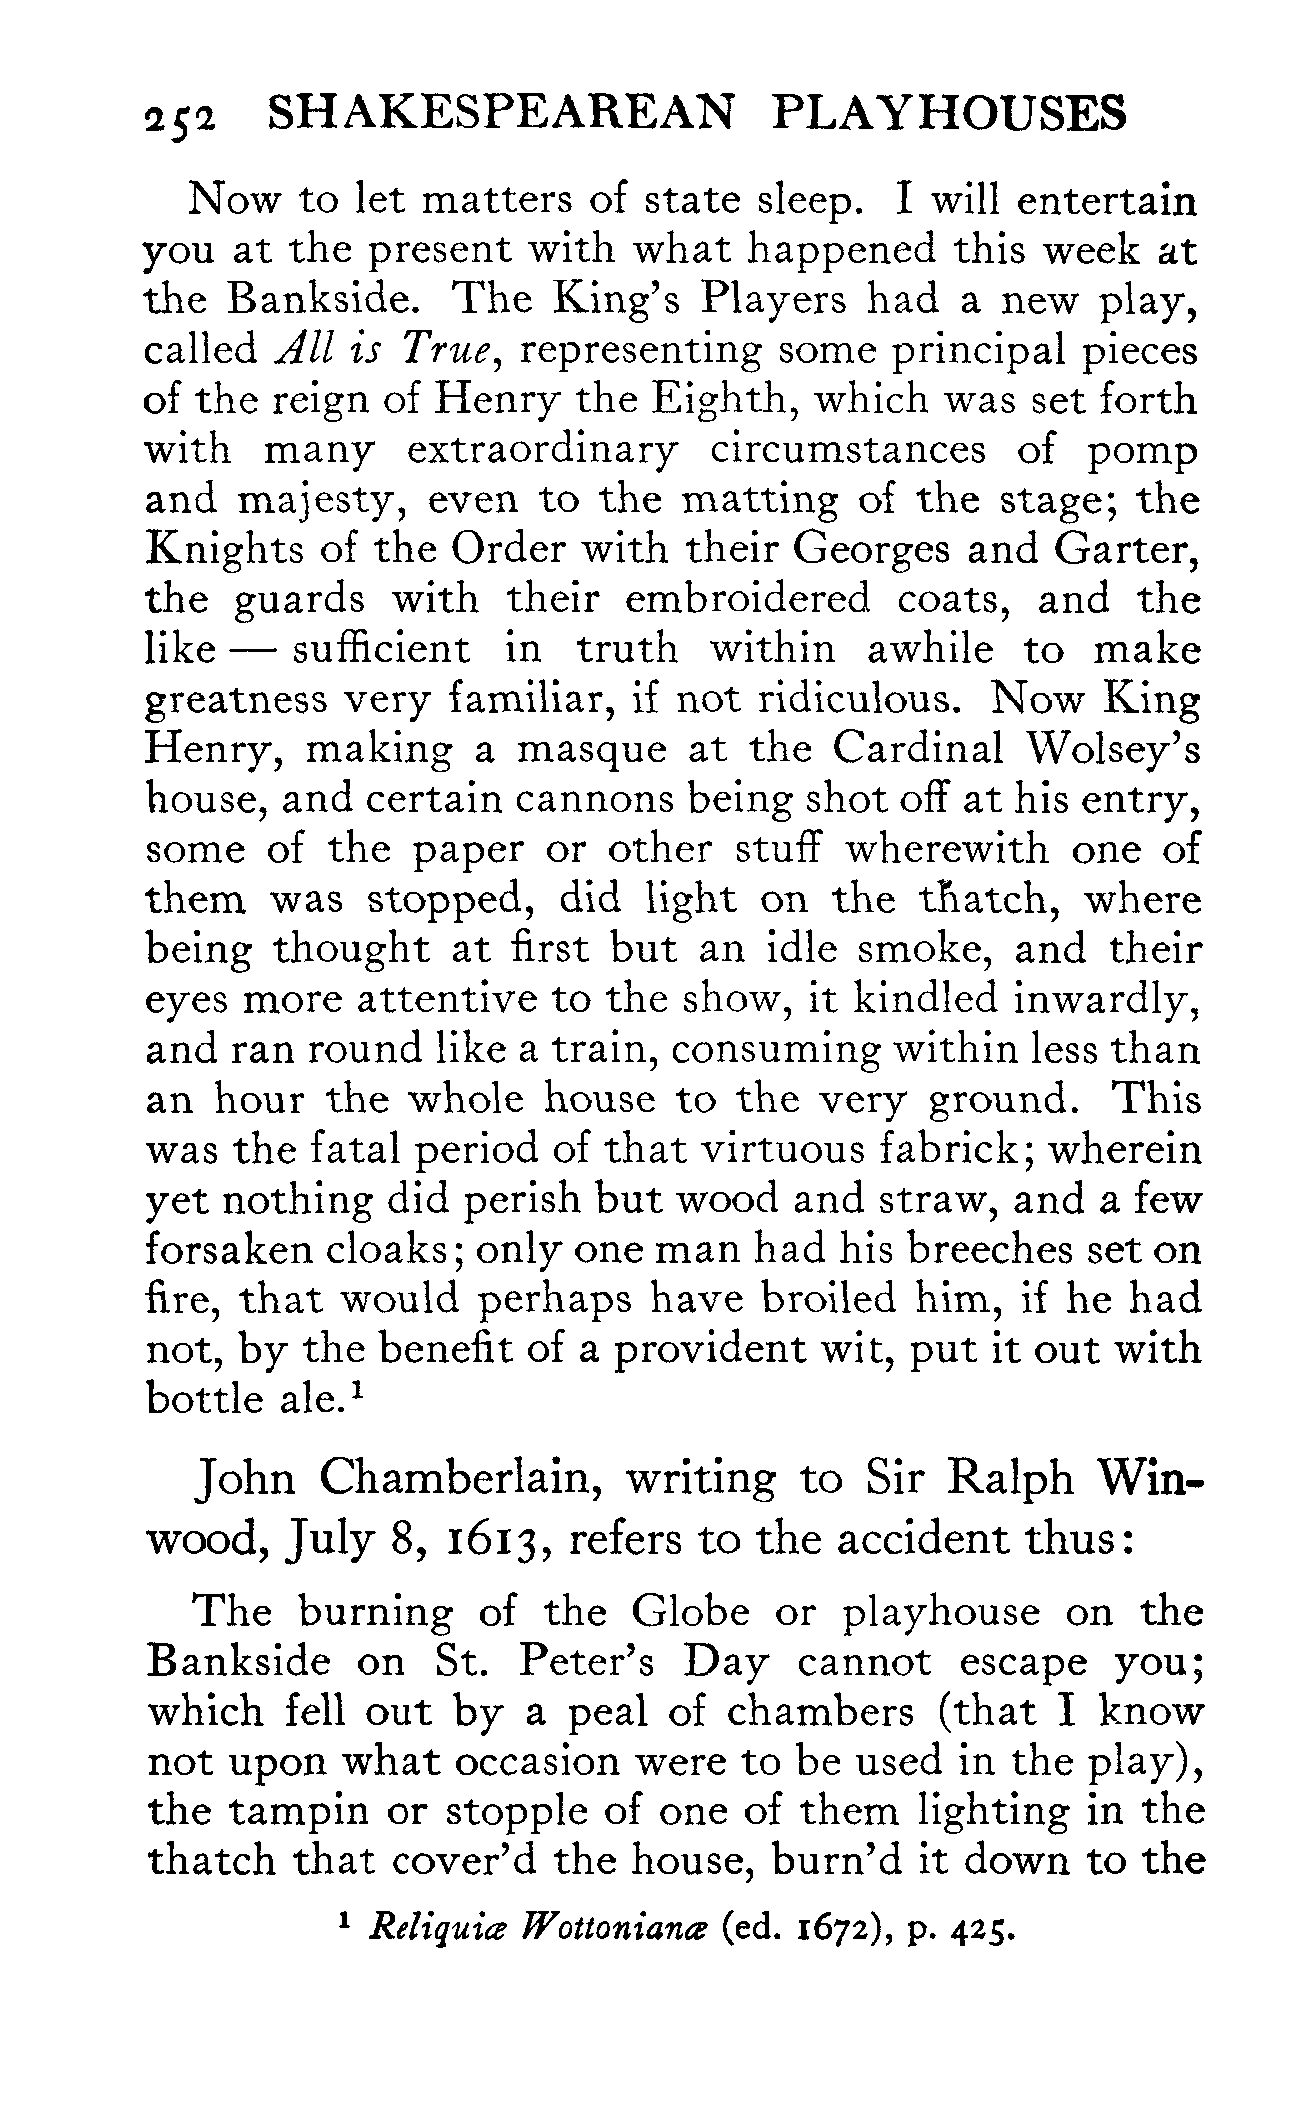 252 SHAKESPEAREAN PLAYHOUSES
Now to let matters of state sleep. I will entertain
you at the present with what happened this week at
the Bankside. The King's Players had a new play,
called All is True, representing some principal pieces
of the reign of Henry the Eighth, which was set forth
with many extraordinary circumstances of pomp
and majesty, even to the matting of the stage; the
Knights of the Order with their Georges and Garter,
the guards with their embroidered coats, and the
like — sufficient in truth within awhile to make
greatness very familiar, if not ridiculous. Now King
Henry, making a masque at the Cardinal Wolsey's
house, and certain cannons being shot off at his entry,
some of the paper or other stuff wherewith one of
them was stopped, did light on the thatch, where
being thought at first but an idle smoke, and their
eyes more attentive to the show, it kindled inwardly,
and ran round like a train, consuming within less than
an hour the whole house to the very ground. This
was the fatal period of that virtuous fabrick; wherein
yet nothing did perish but wood and straw, and a few
forsaken cloaks; only one man had his breeches set on
fire, that would perhaps have broiled him, if he had
not, by the benefit of a provident wit, put it out with
bottle ale.¹
John Chamberlain, writing to Sir Ralph Win-
wood, July 8, 1613, refers to the accident thus:
The burning of the Globe or playhouse on the
Bankside on St. Peter's Day cannot escape you;
which fell out by a peal of chambers (that I know
not upon what occasion were to be used in the play),
the tampin or stopple of one of them lighting in the
thatch that cover'd the house, burn'd it down to the
¹ Reliquiæ Wottonianæ (ed. 1672), p. 425.